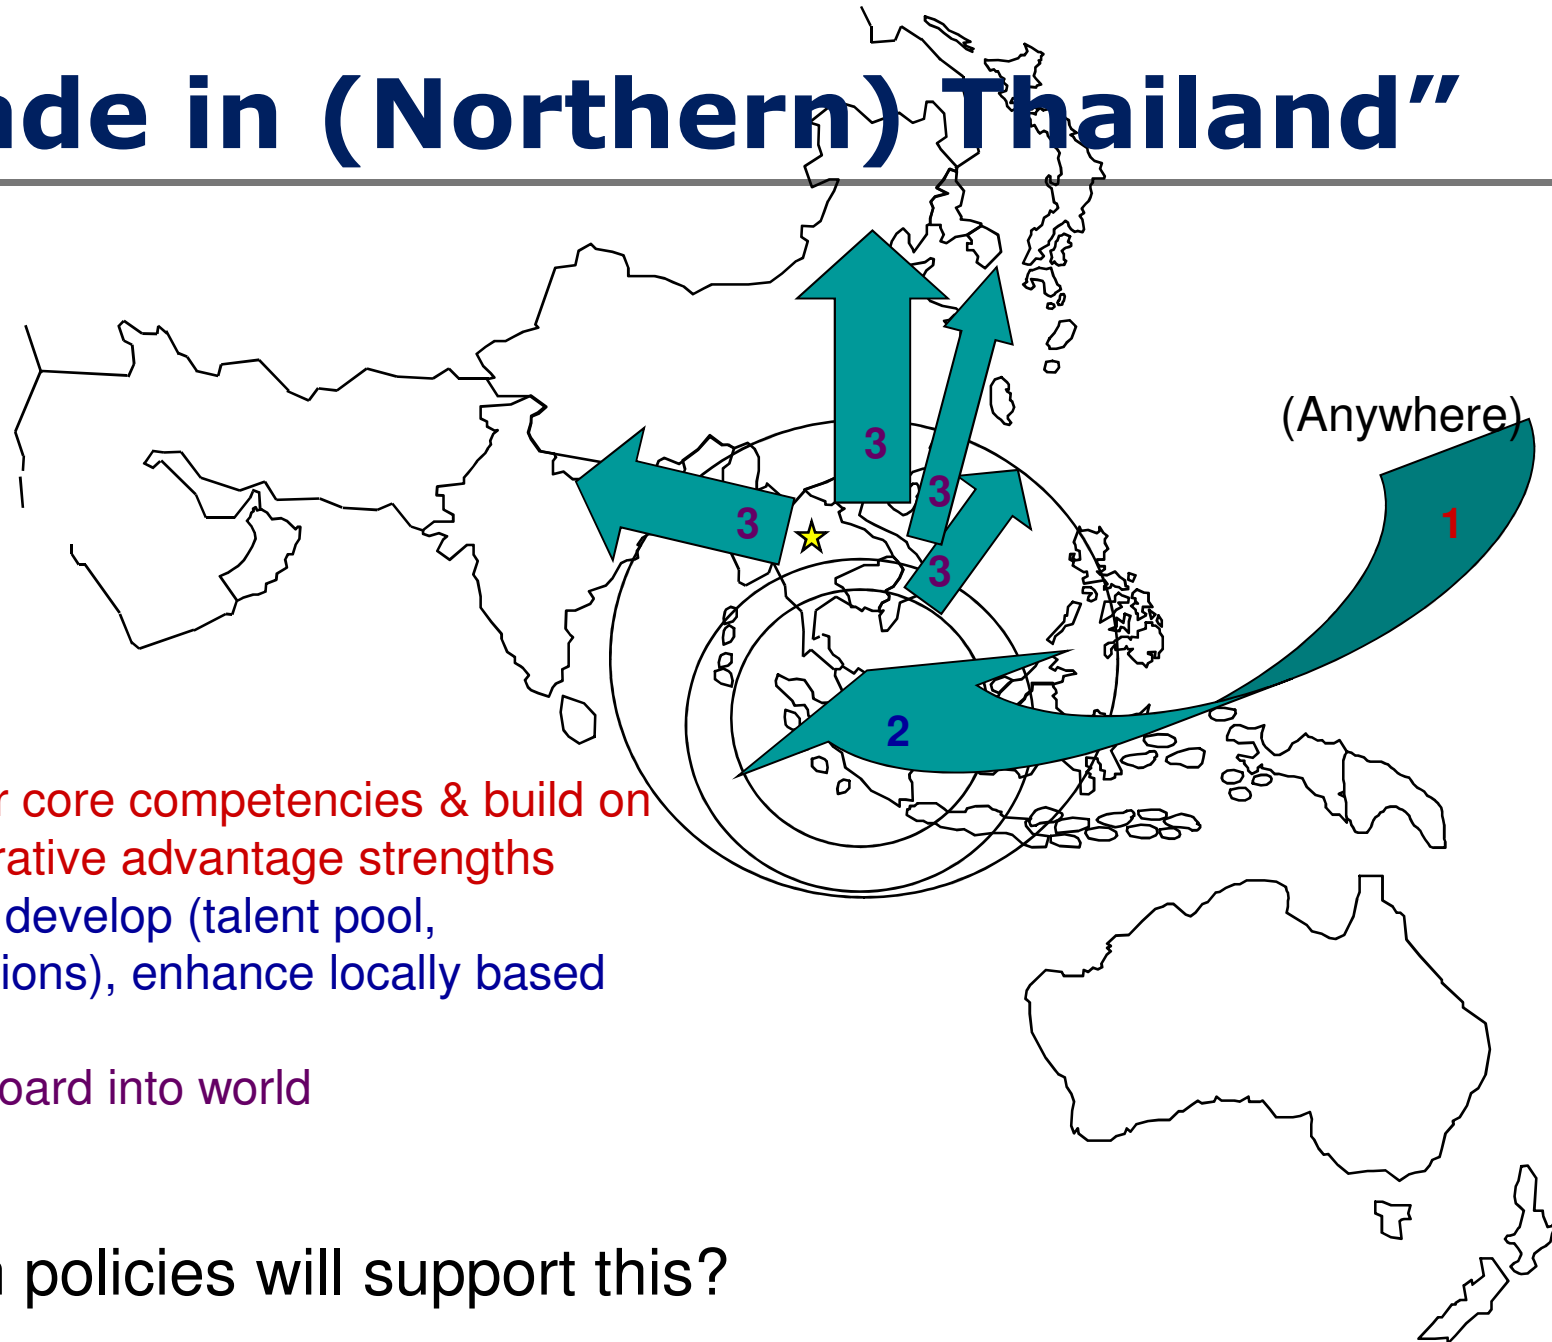 ade in (Northern) Thailand”
(Anywhere)
1
3
3
3
3
2
r core competencies & build on
rative advantage strengths
develop (talent pool,
ions), enhance locally based
oard into world
n policies will support this?